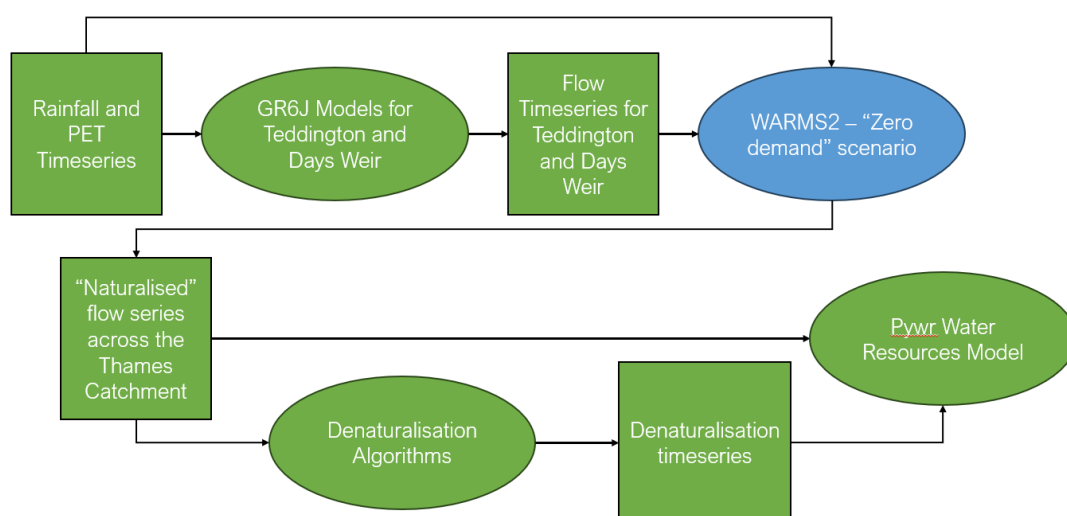 Rainfall and
PET
Timeseries
GR6J Models for
Teddington and
Days Weir
Flow
Timeseries for
Teddington
and Days
Weir
WARMS2 – “Zero
demand” scenario
“Naturalised”
flow series
across the
Thames
Catchment
Pywr Water
Resources Model
Denaturalisation
Algorithms
Denaturalisation
timeseries